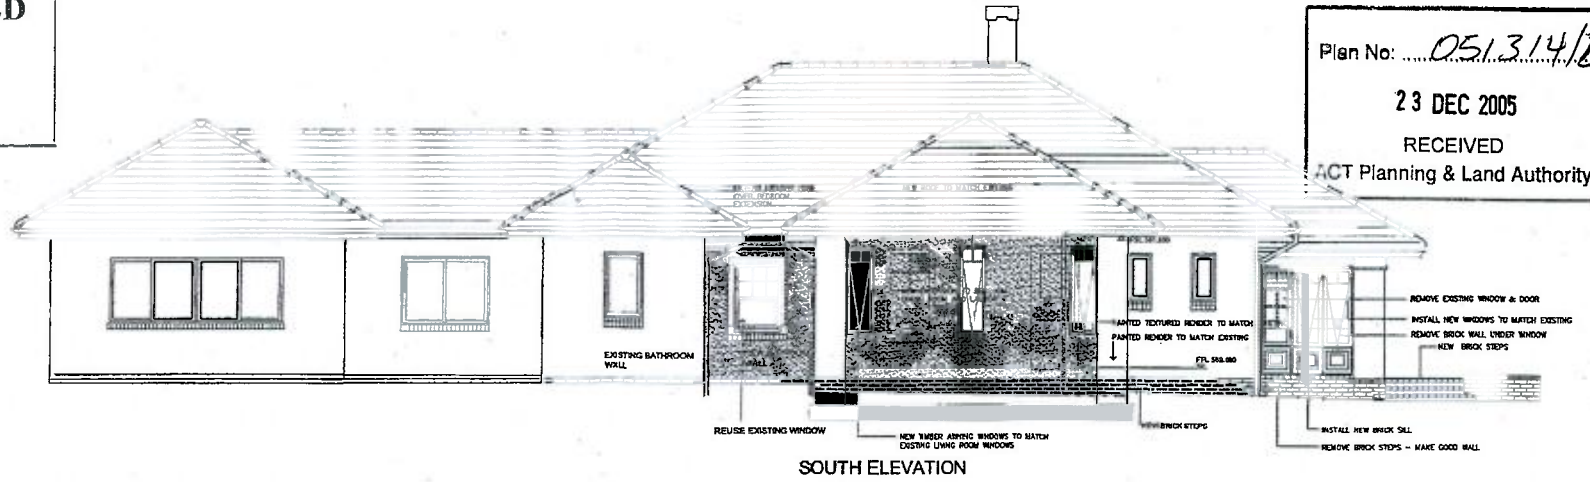 D
Plan No: 051314/
23 DEC 2005
RECEIVED
ACT Planning & Land Authority
OVER BEDROOM
EXTENSION
NEW ROOF TO MATCH EXISTING
REMOVE EXISTING WINDOW & DOOR
INSTALL NEW WINDOWS TO MATCH EXISTING
REMOVE BRICK WALL UNDER WINDOW
NEW BRICK STEPS
PAINTED TEXTURED RENDER TO MATCH
PAINTED RENDER TO MATCH EXISTING
EXISTING BATHROOM
WALL
REUSE EXISTING WINDOW
NEW TIMBER AWNING WINDOWS TO MATCH
EXISTING LIVING ROOM WINDOWS
BRICK STEPS
INSTALL NEW BRICK SILL
REMOVE BRICK STEPS - MAKE GOOD WALL
SOUTH ELEVATION